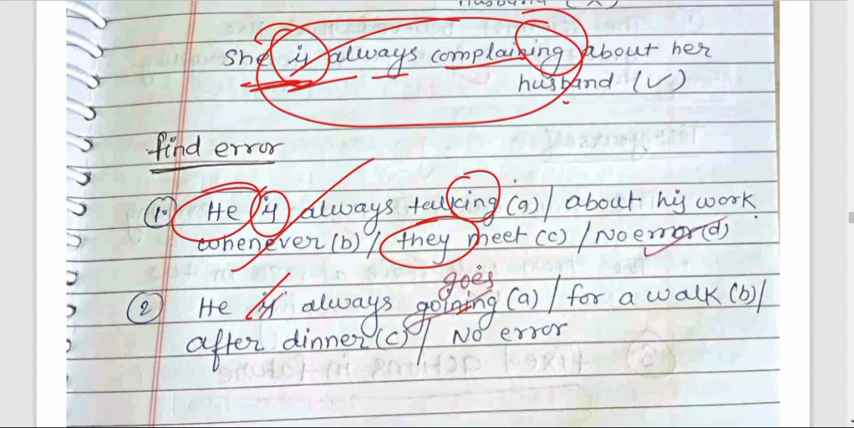 She is always complaining about her
husband (✓)
find error
1. He is always talking (a) / about his work
whenever (b) / they meet (c) / No error (d)
goes
2 He is always goining (a) / for a walk (b) /
after dinner (c) / No error